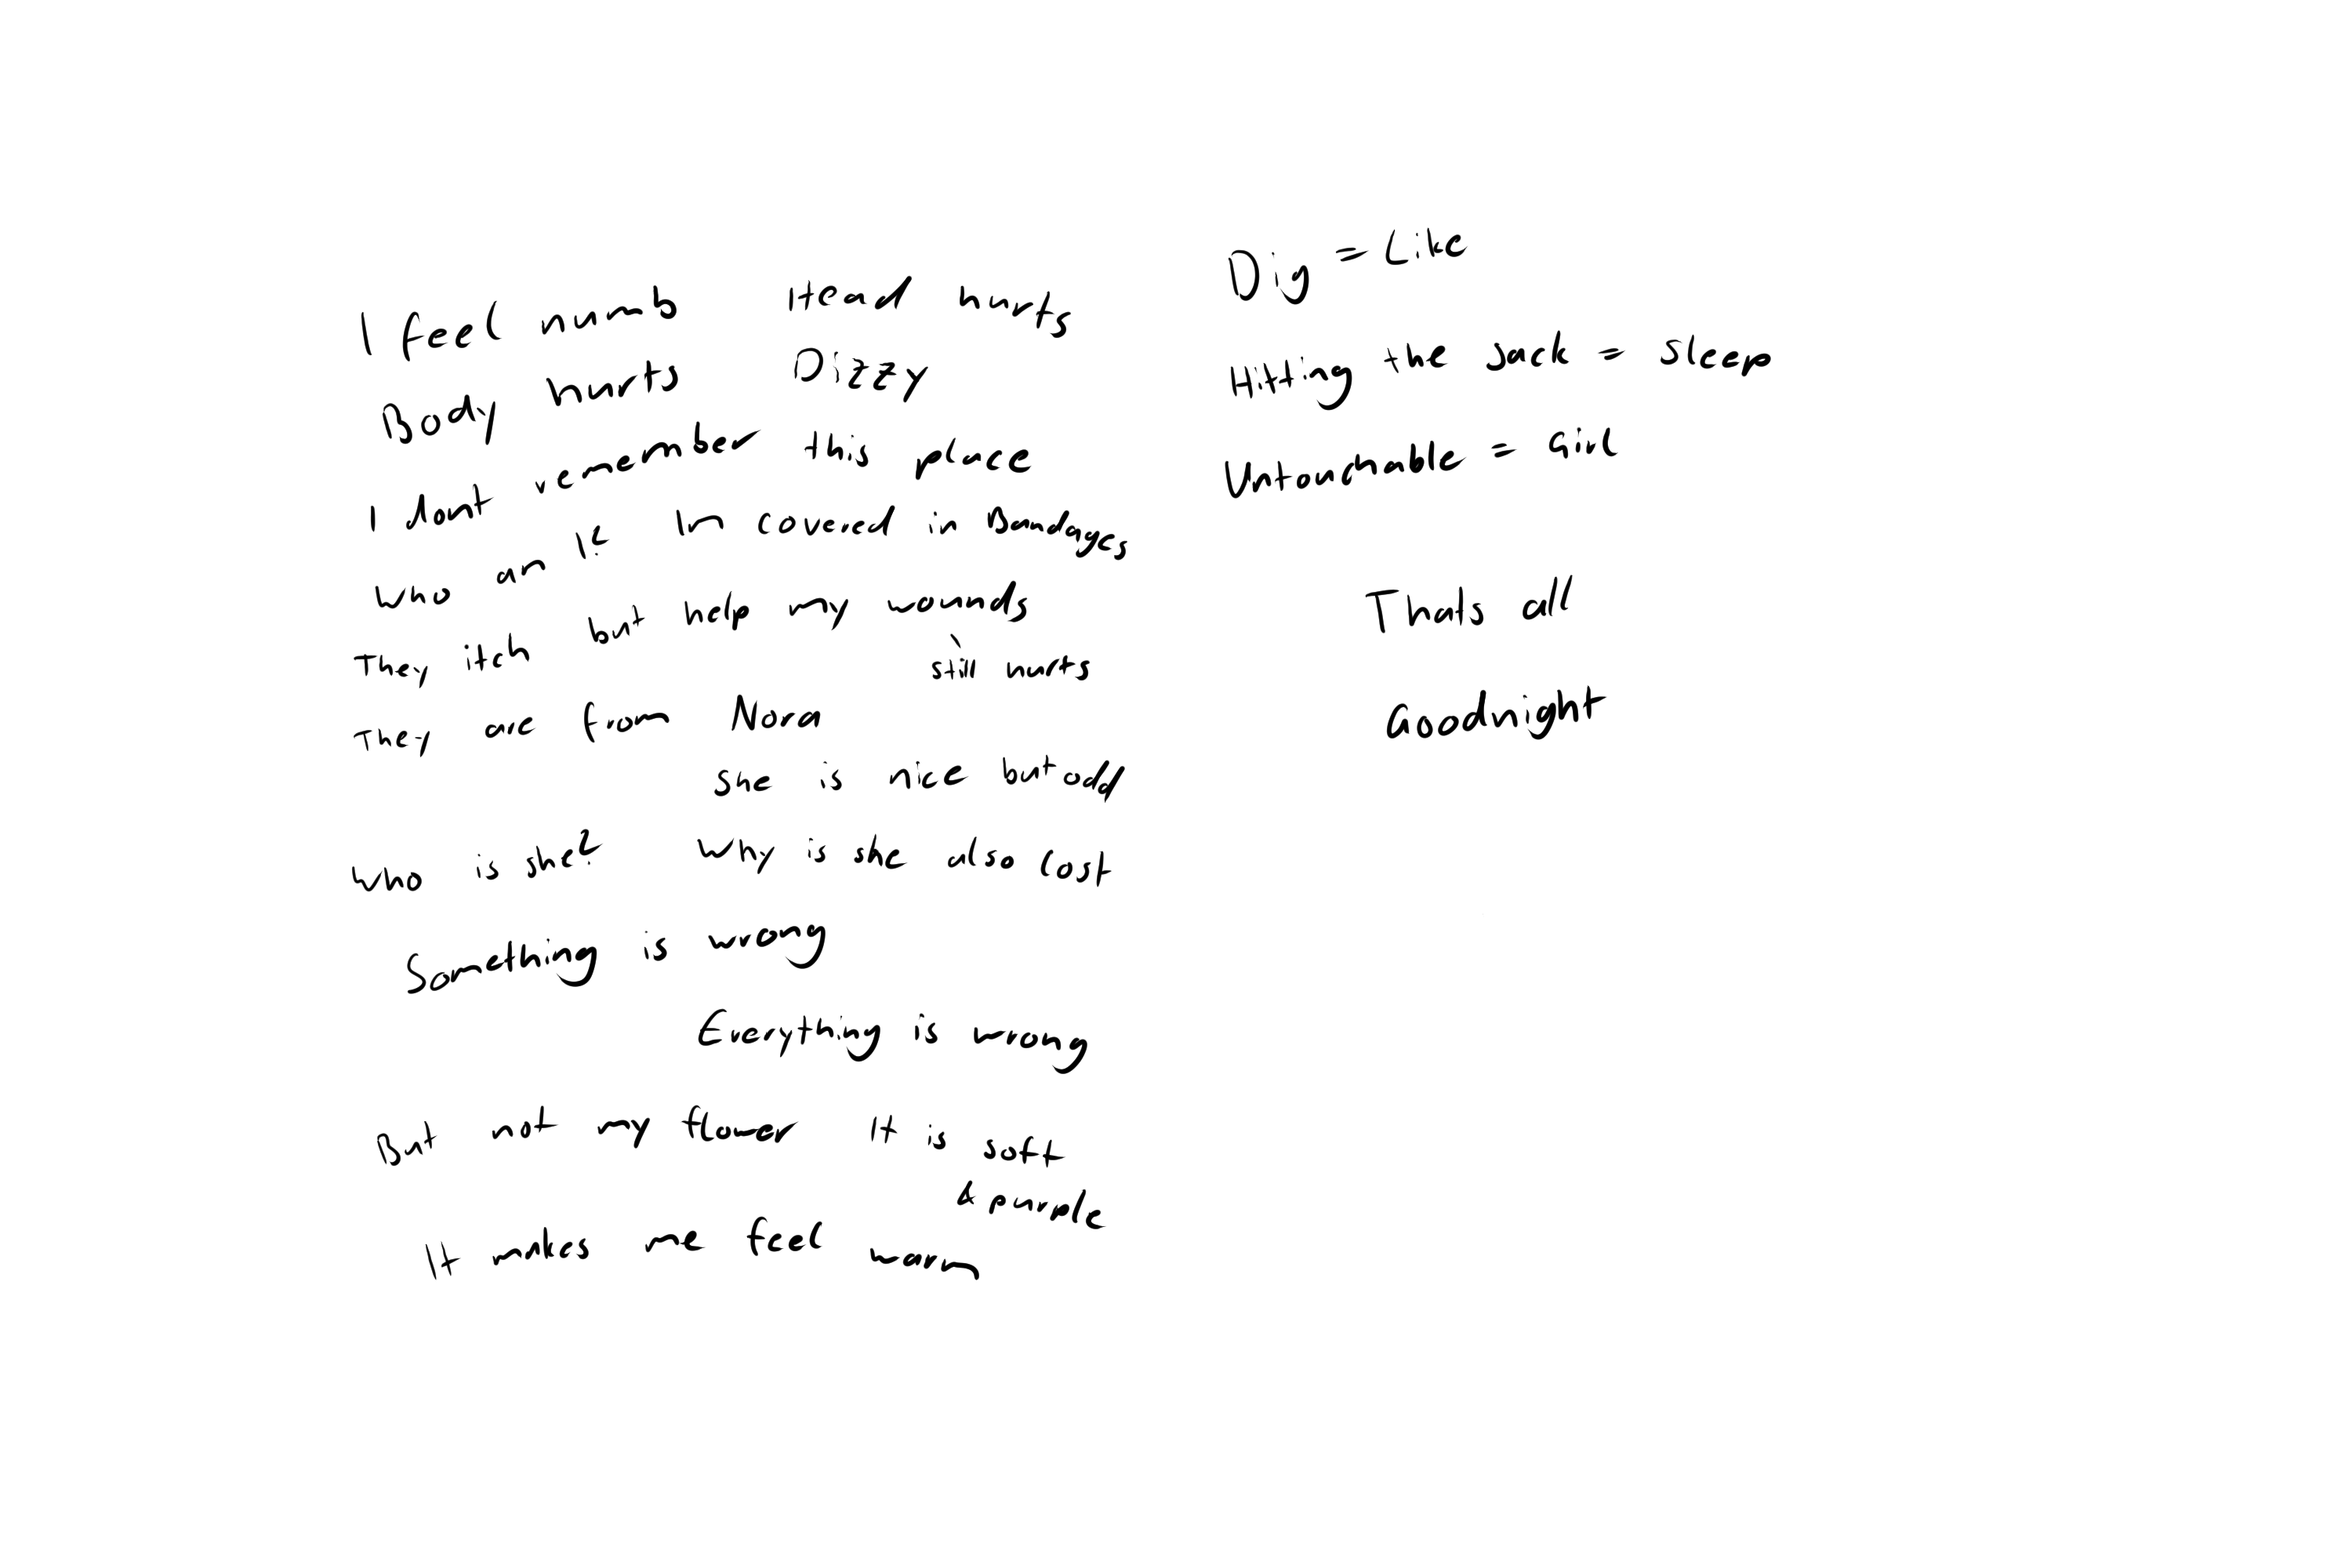 I feel numb Head hurts
Body hurts Dizzy
I dont remember this place
who am I? Im covered in Bandages
They itch but help my wounds
still hurts
They are from Nora
she is nice but odd
who is she? why is she also lost
Something is wrong
Everything is wrong
But not my flower It is soft
& purple
It makes me feel warm
Dig = Like
Hitting the sack = sleep
Untouchable = Girl
Thats all
Goodnight